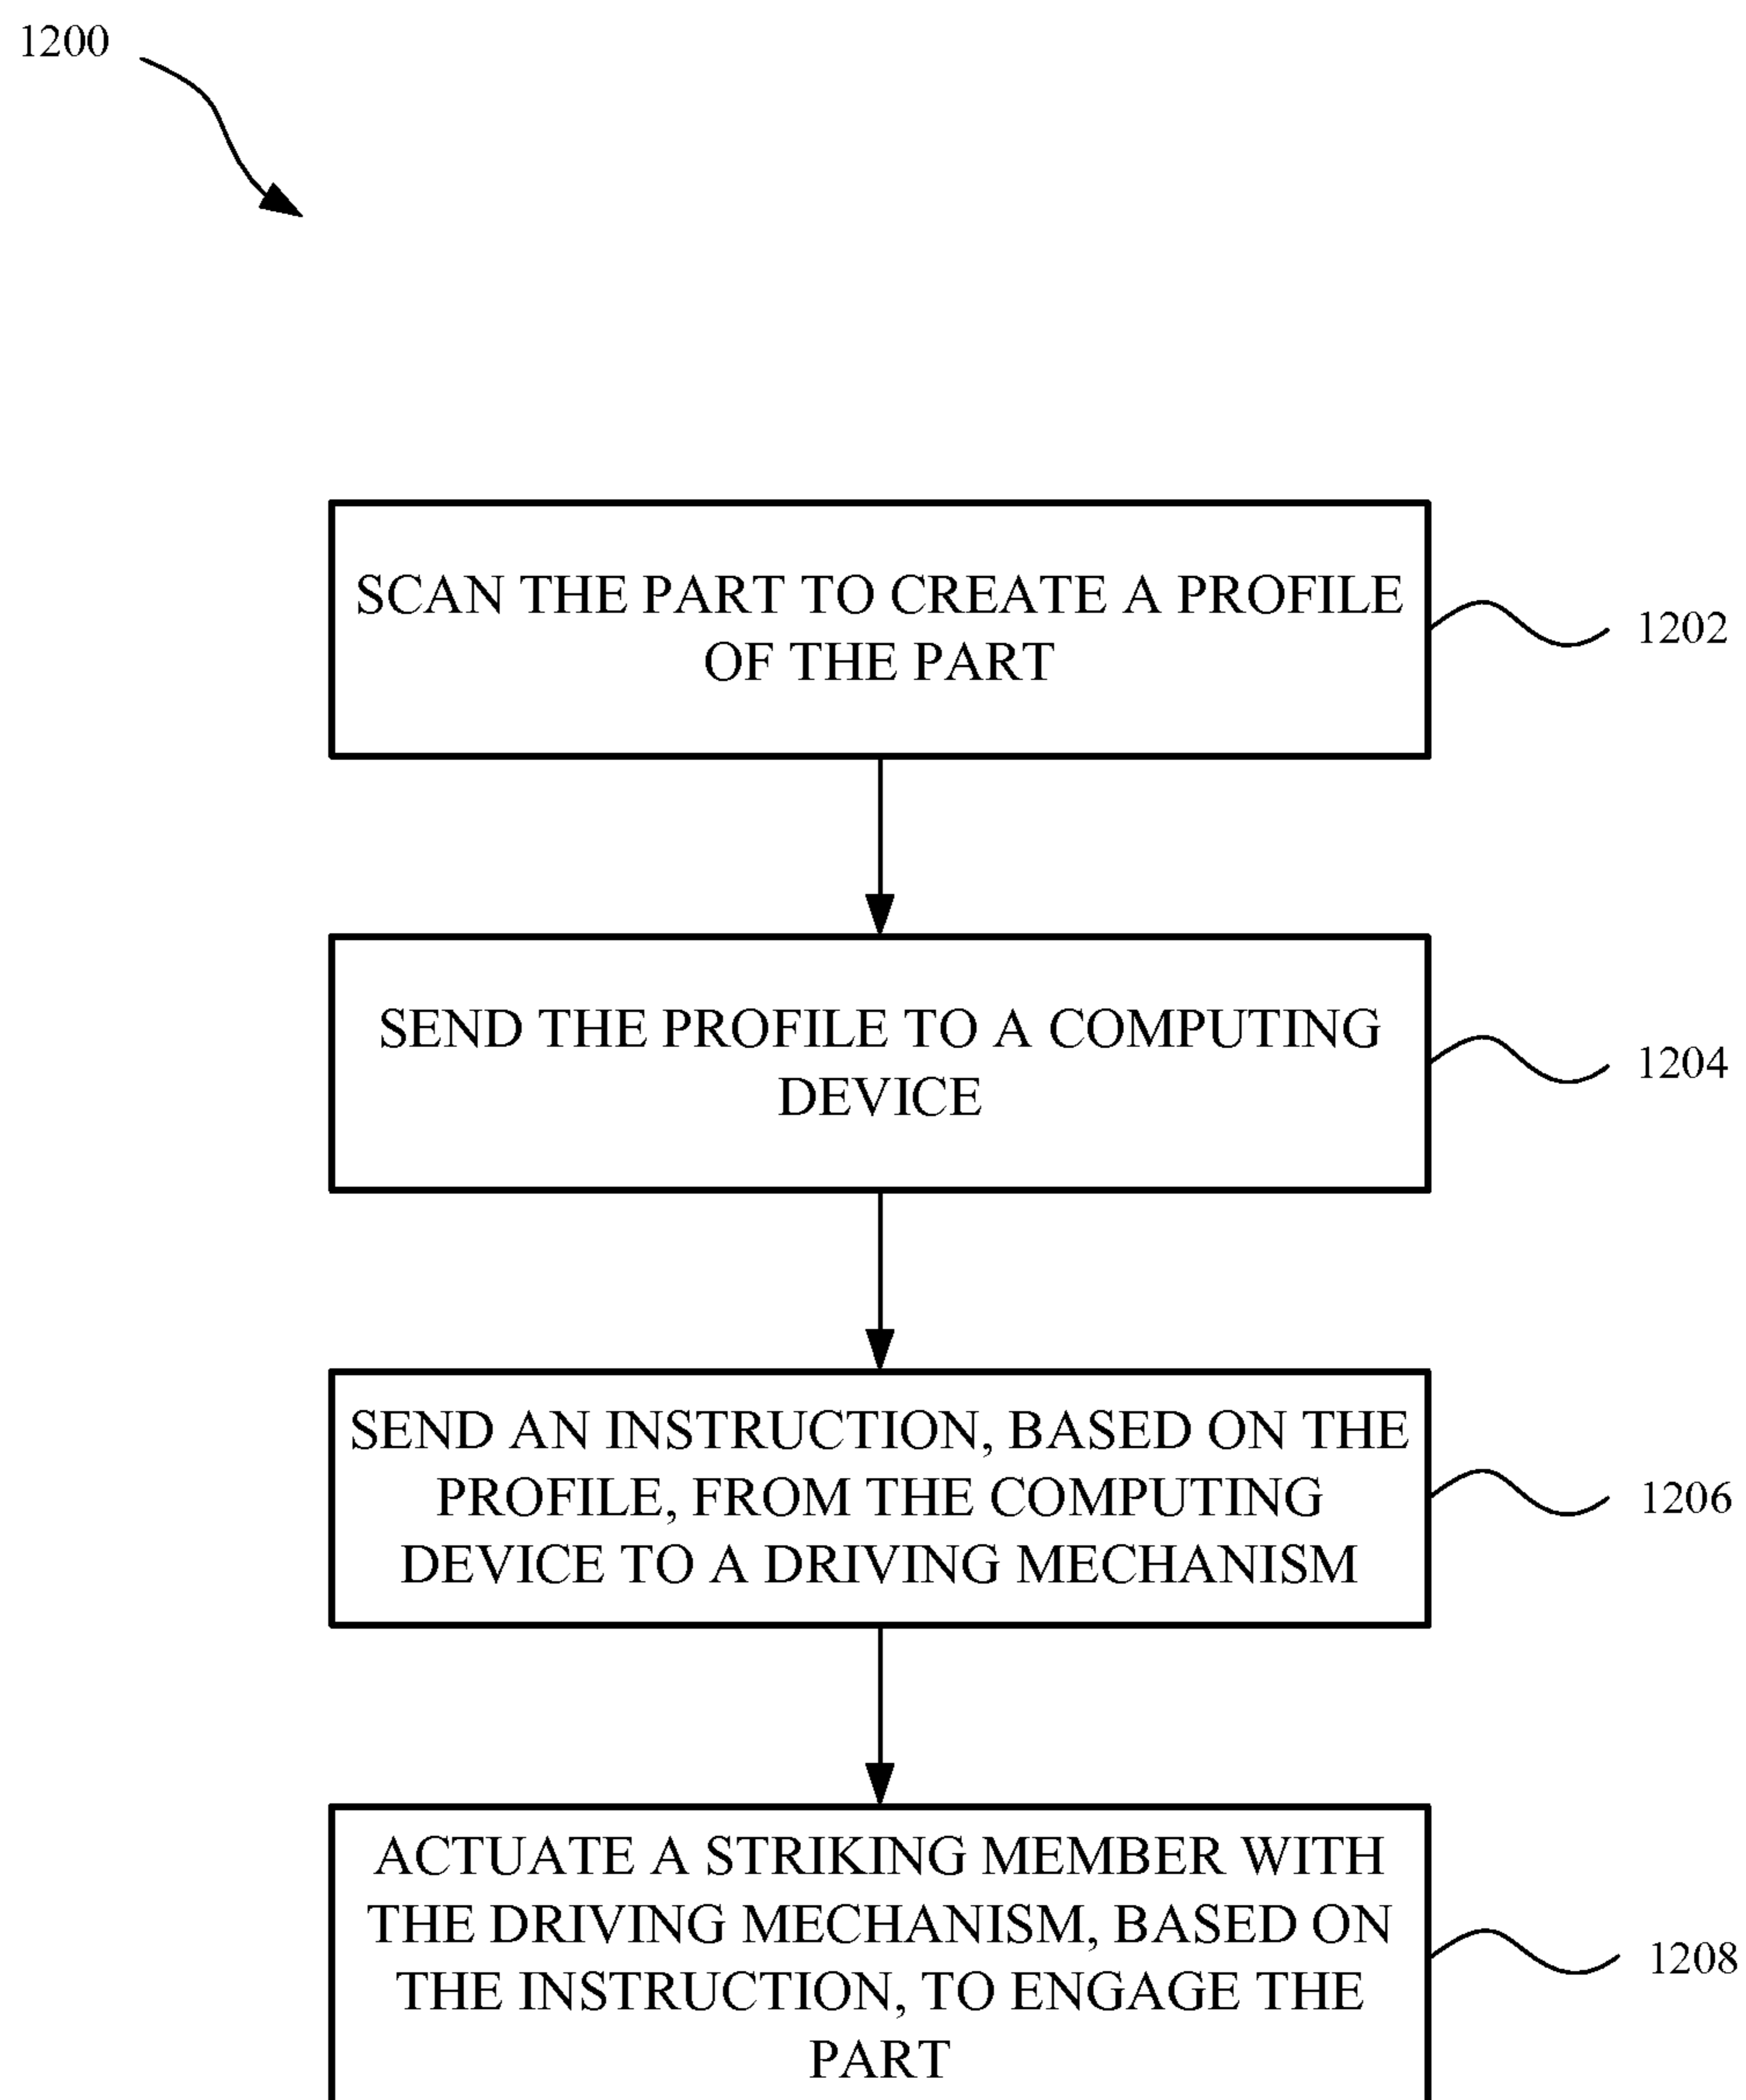 1200
SCAN THE PART TO CREATE A PROFILE
OF THE PART
1202
SEND THE PROFILE TO A COMPUTING
DEVICE
1204
SEND AN INSTRUCTION, BASED ON THE
PROFILE, FROM THE COMPUTING
DEVICE TO A DRIVING MECHANISM
1206
ACTUATE A STRIKING MEMBER WITH
THE DRIVING MECHANISM, BASED ON
THE INSTRUCTION, TO ENGAGE THE
PART
1208